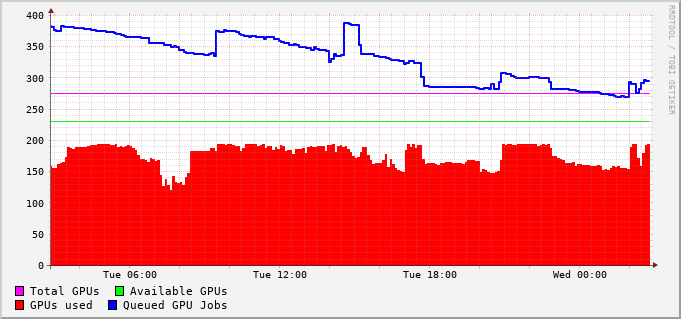 400
350
300
250
200
150
100
50
0
Tue 06:00 Tue 12:00 Tue 18:00 Wed 00:00
RRDTOOL / TOBI OETIKER
Total GPUs Available GPUs
GPUs used Queued GPU Jobs